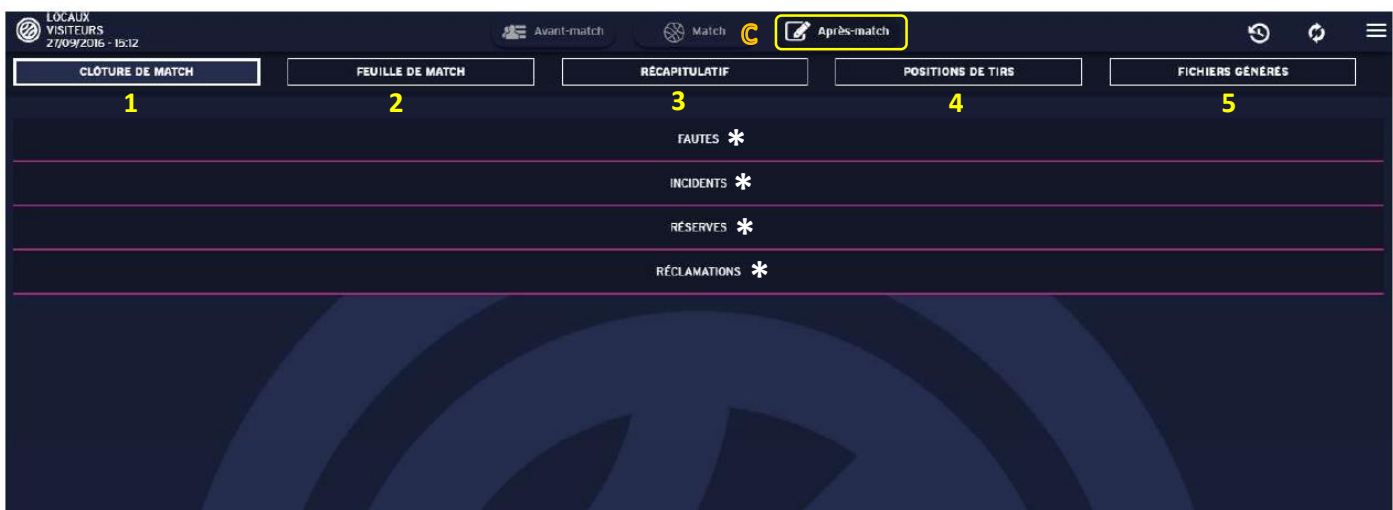 LOCAUX
VISITEURS
27/09/2016 - 15:12
Avant-match
Match
C
Après-match
CLÔTURE DE MATCH
FEUILLE DE MATCH
RÉCAPITULATIF
POSITIONS DE TIRS
FICHIERS GÉNÉRÉS
1
2
3
4
5
FAUTES *
INCIDENTS *
RÉSERVES *
RÉCLAMATIONS *